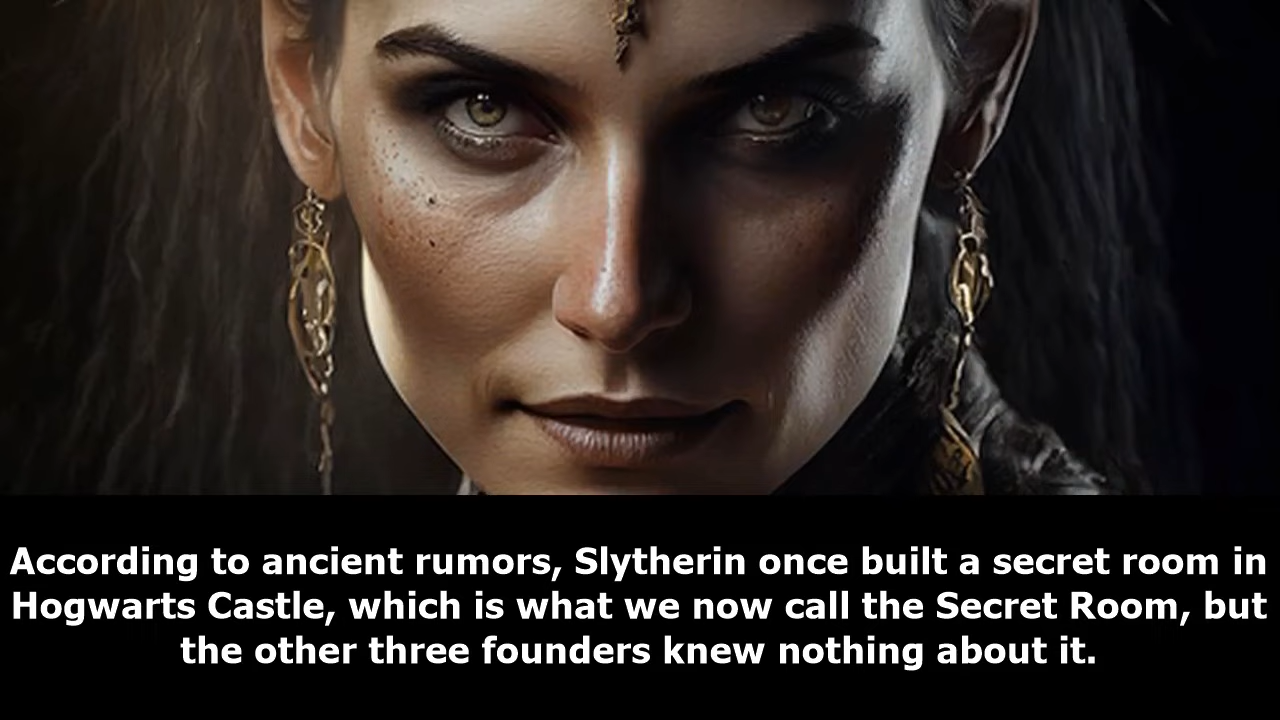 According to ancient rumors, Slytherin once built a secret room in
Hogwarts Castle, which is what we now call the Secret Room, but
the other three founders knew nothing about it.